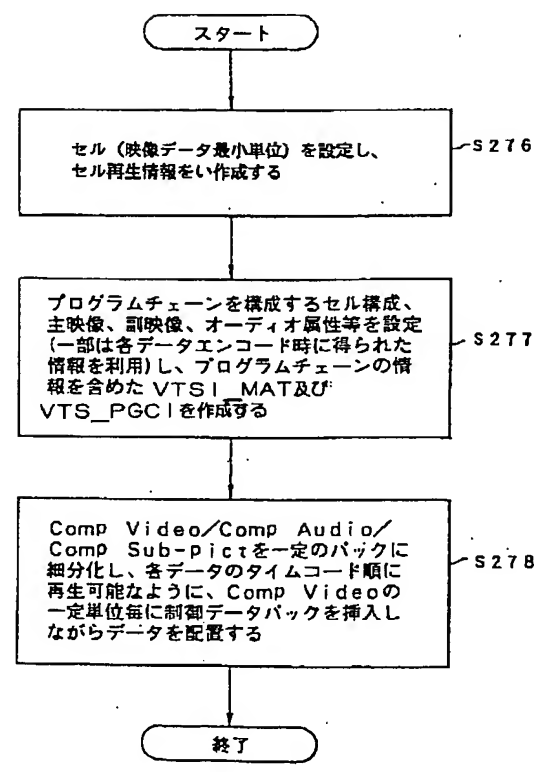 スタート
セル（映像データ最小単位）を設定し、
セル再生情報をい作成する
S276
プログラムチェーンを構成するセル構成、
主映像、副映像、オーディオ属性等を設定
(一部は各データエンコード時に得られた
情報を利用)し、プログラムチェーンの情
報を含めたVTSI_MAT及び
VTS_PGCIを作成する
S277
Comp Video/Comp Audio/
Comp Sub-pictを一定のパックに
細分化し、各データのタイムコード順に
再生可能なように、Comp Videoの
一定単位毎に制御データパックを挿入し
ながらデータを配置する
S278
終了